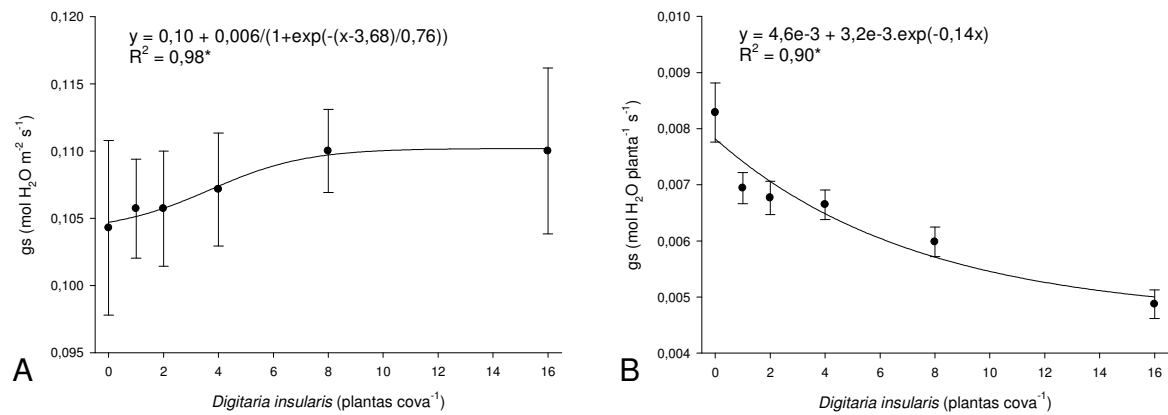 y = 0,10 + 0,006/(1+exp(-(x-3,68)/0,76))
R² = 0,98*
0,120
0,115
0,110
0,105
0,100
0,095
gs (mol H₂O m⁻² s⁻¹)
0 2 4 6 8 10 12 14 16
Digitaria insularis (plantas cova⁻¹)
A
y = 4,6e-3 + 3,2e-3.exp(-0,14x)
R² = 0,90*
0,010
0,009
0,008
0,007
0,006
0,005
0,004
gs (mol H₂O planta⁻¹ s⁻¹)
0 2 4 6 8 10 12 14 16
Digitaria insularis (plantas cova⁻¹)
B